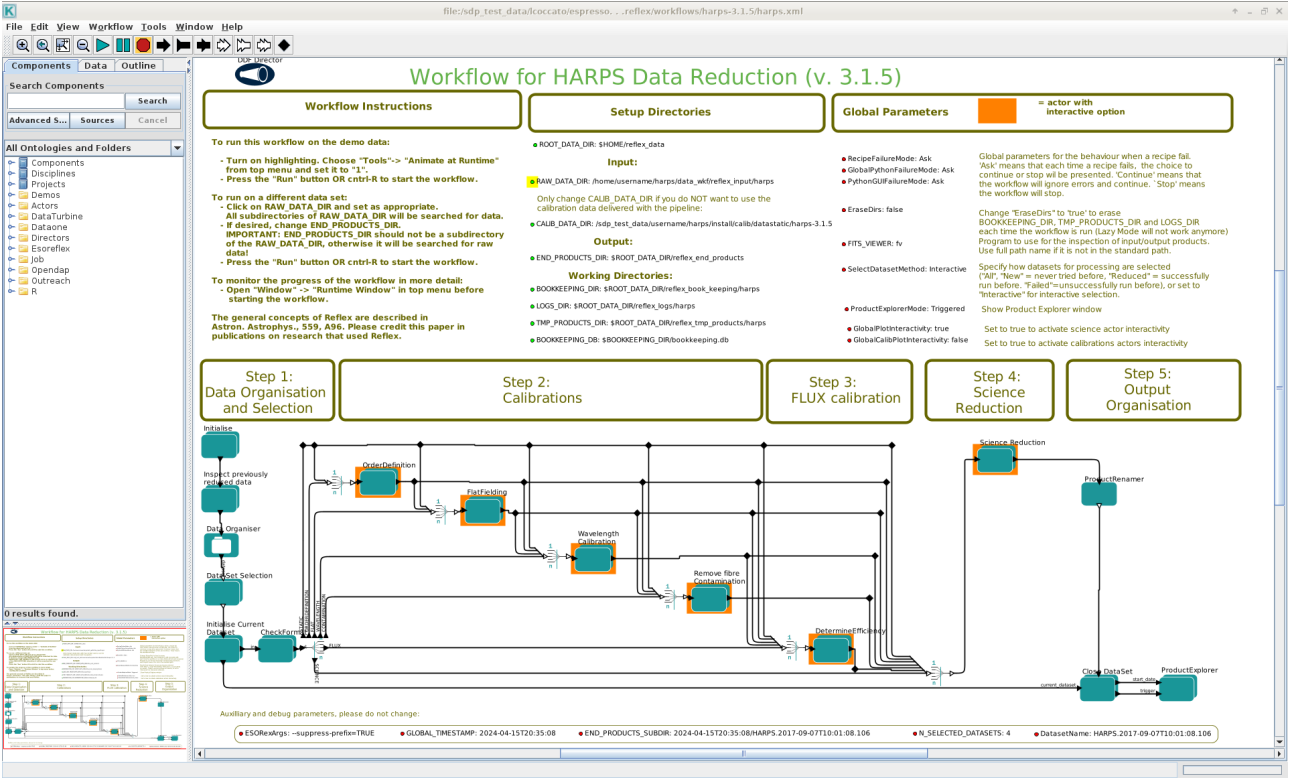 file:/sdp_test_data/lcoccato/espresso. . .reflex/workflows/harps-3.1.5/harps.xml
File Edit View Workflow Tools Window Help
Components Data Outline
Search Components
Search
Advanced S... Sources Cancel
All Ontologies and Folders
Components
Disciplines
Projects
Demos
Actors
DataTurbine
Dataone
Directors
Esoreflex
Job
Opendap
Outreach
R
0 results found.
DDF Director
Workflow for HARPS Data Reduction (v. 3.1.5)
Workflow Instructions
To run this workflow on the demo data:
- Turn on highlighting. Choose "Tools"-> "Animate at Runtime"
from top menu and set it to "1".
- Press the "Run" button OR cntrl-R to start the workflow.
To run on a different data set:
- Click on RAW_DATA_DIR and set as appropriate.
All subdirectories of RAW_DATA_DIR will be searched for data.
- If desired, change END_PRODUCTS_DIR.
IMPORTANT: END_PRODUCTS_DIR should not be a subdirectory
of the RAW_DATA_DIR, otherwise it will be searched for raw
data!
- Press the "Run" button OR cntrl-R to start the workflow.
To monitor the progress of the workflow in more detail:
- Open "Window" -> "Runtime Window" in top menu before
starting the workflow.
The general concepts of Reflex are described in
Astron. Astrophys., 559, A96. Please credit this paper in
publications on research that used Reflex.
Setup Directories
ROOT_DATA_DIR: $HOME/reflex_data
Input:
RAW_DATA_DIR: /home/username/harps/data_wkf/reflex_input/harps
Only change CALIB_DATA_DIR if you do NOT want to use the
calibration data delivered with the pipeline:
CALIB_DATA_DIR: /sdp_test_data/username/harps/install/calib/datastatic/harps-3.1.5
Output:
END_PRODUCTS_DIR: $ROOT_DATA_DIR/reflex_end_products
Working Directories:
BOOKKEEPING_DIR: $ROOT_DATA_DIR/reflex_book_keeping/harps
LOGS_DIR: $ROOT_DATA_DIR/reflex_logs/harps
TMP_PRODUCTS_DIR: $ROOT_DATA_DIR/reflex_tmp_products/harps
BOOKKEEPING_DB: $BOOKKEEPING_DIR/bookkeeping.db
Global Parameters
= actor with
interactive option
RecipeFailureMode: Ask
GlobalPythonFailureMode: Ask
PythonGUIFailureMode: Ask
EraseDirs: false
FITS_VIEWER: fv
SelectDatasetMethod: Interactive
ProductExplorerMode: Triggered
GlobalPlotInteractivity: true
GlobalCalibPlotInteractivity: false
Global parameters for the behaviour when a recipe fail.
'Ask' means that each time a recipe fails, the choice to
continue or stop wil be presented. 'Continue' means that
the workflow will ignore errors and continue. `Stop' means
the workflow will stop.
Change "EraseDirs" to "true" to erase
BOOKKEEPING_DIR, TMP_PRODUCTS_DIR and LOGS_DIR
each time the workflow is run (Lazy Mode will not work anymore)
Program to use for the inspection of input/output products.
Use full path name if it is not in the standard path.
Specify how datasets for processing are selected
("All", "New" = never tried before, "Reduced" = successfully
run before. "Failed"=unsuccessfully run before), or set to
"Interactive" for interactive selection.
Show Product Explorer window
Set to true to activate science actor interactivity
Set to true to activate calibrations actors interactivity
Step 1:
Data Organisation
and Selection
Step 2:
Calibrations
Step 3:
FLUX calibration
Step 4:
Science
Reduction
Step 5:
Output
Organisation
Initialise
Inspect previously
reduced data
Data Organiser
DataSet Selection
Initialise Current
DataSet
OrderDefinition
FlatFielding
Wavelength
Calibration
Remove fibre
Contamination
DetermineEfficiency
FLUX
SCIENCE
Science Reduction
ProductRenamer
Close DataSet
ProductExplorer
current_dataset
start_date
trigger
Auxilliary and debug parameters, please do not change:
ESORexArgs: --suppress-prefix=TRUE
GLOBAL_TIMESTAMP: 2024-04-15T20:35:08
END_PRODUCTS_SUBDIR: 2024-04-15T20:35:08/HARPS.2017-09-07T10:01:08.106
N_SELECTED_DATASETS: 4
DatasetName: HARPS.2017-09-07T10:01:08.106